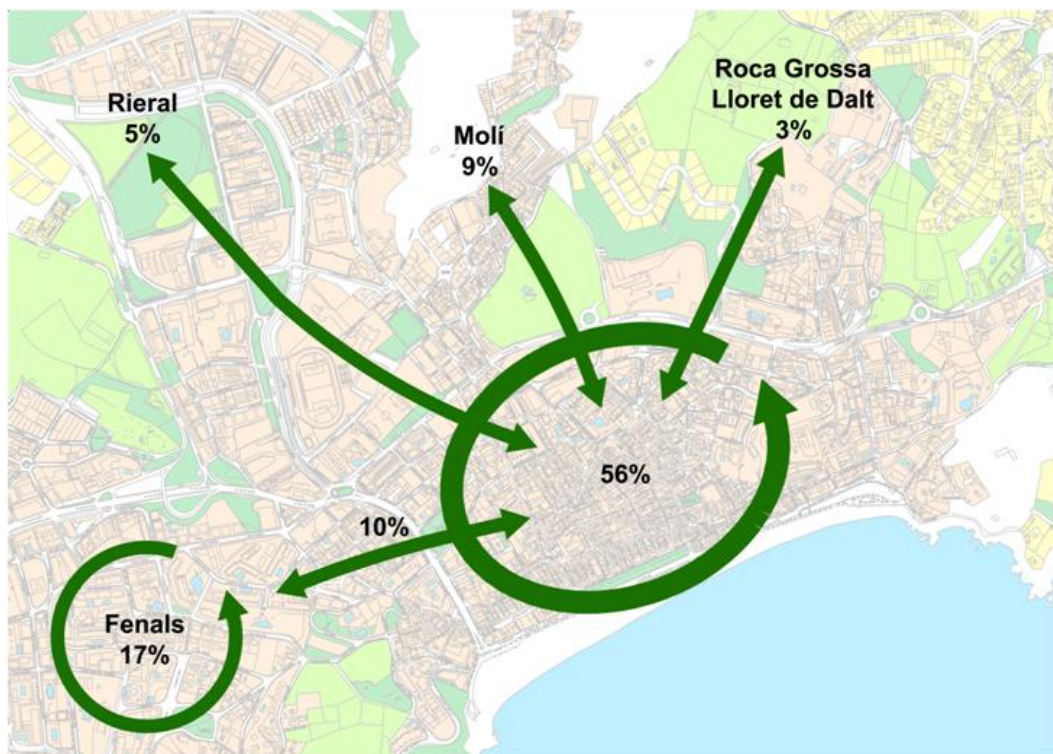 Rieral
5%
Molí
9%
Roca Grossa
Lloret de Dalt
3%
56%
10%
Fenals
17%